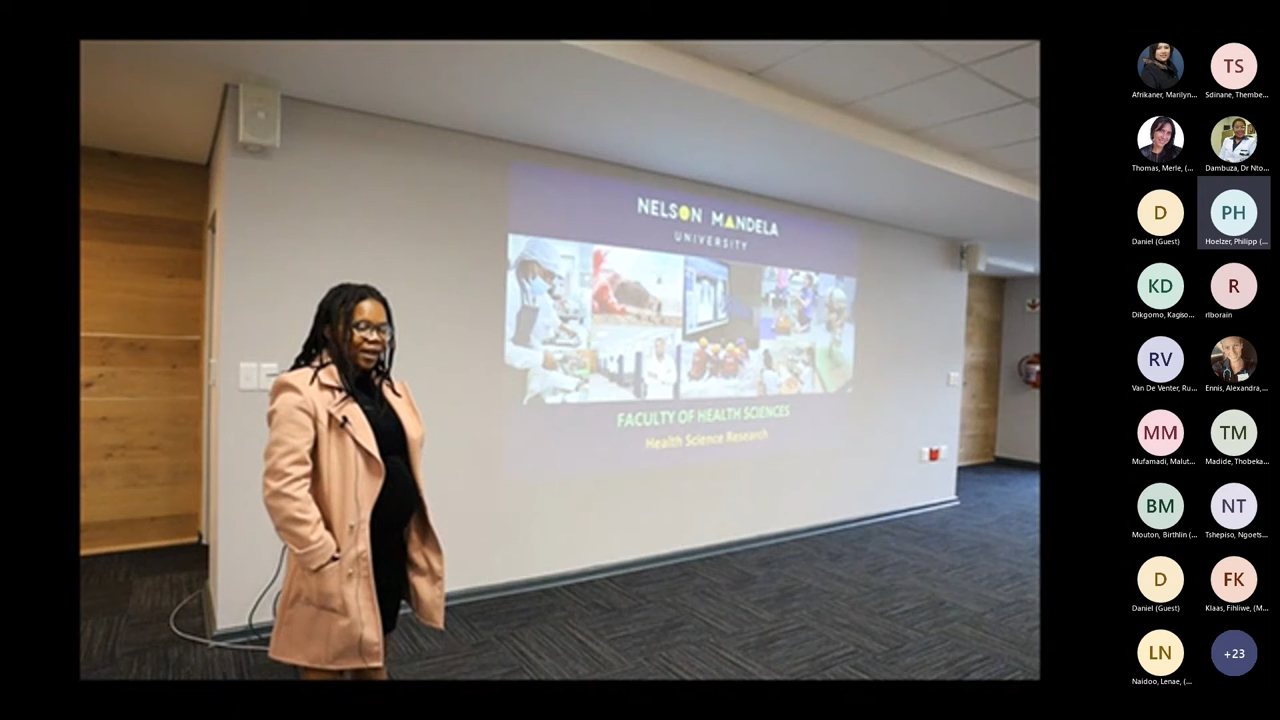 NELSON MANDELA
UNIVERSITY
FACULTY OF HEALTH SCIENCES
Health Science Research
Afrikaner, Marilyn...
TS
Sdinane, Thembe...
Thomas, Merle, (...
Dambuza, Dr Nto...
D
Daniel (Guest)
PH
Hoelzer, Philipp (...
KD
Dikgomo, Kagiso...
R
rlborain
RV
Van De Venter, Ru...
Ennis, Alexandra,...
MM
Mufamadi, Malut...
TM
Madide, Thobeka...
BM
Mouton, Birthlin (...
NT
Tshepiso, Ngoets...
D
Daniel (Guest)
FK
Klaas, Fihliwe, (M...
LN
Naidoo, Lenae, (...
+23